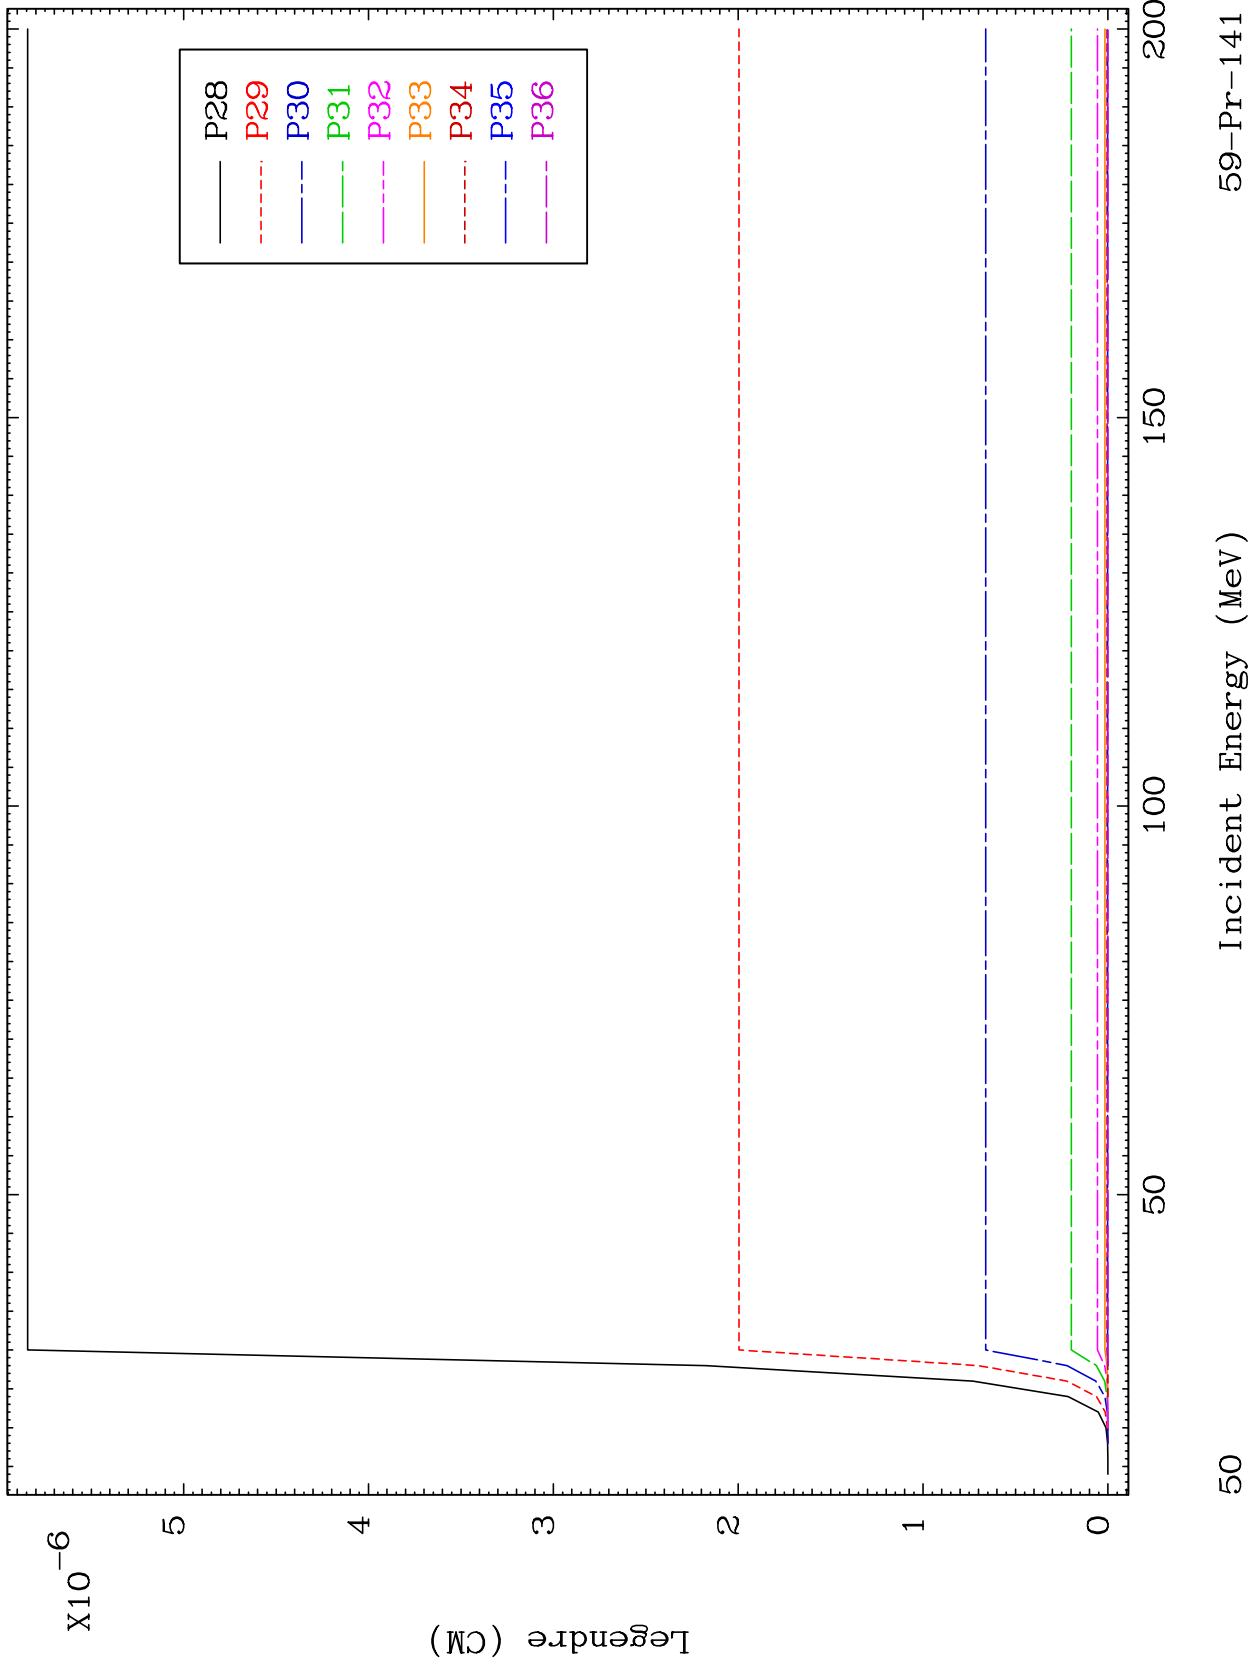 X10-6
Legendre (CM)
5
4
3
2
1
0
P28
P29
P30
P31
P32
P33
P34
P35
P36
50 100 150 200
Incident Energy (MeV)
50 59-Pr-141